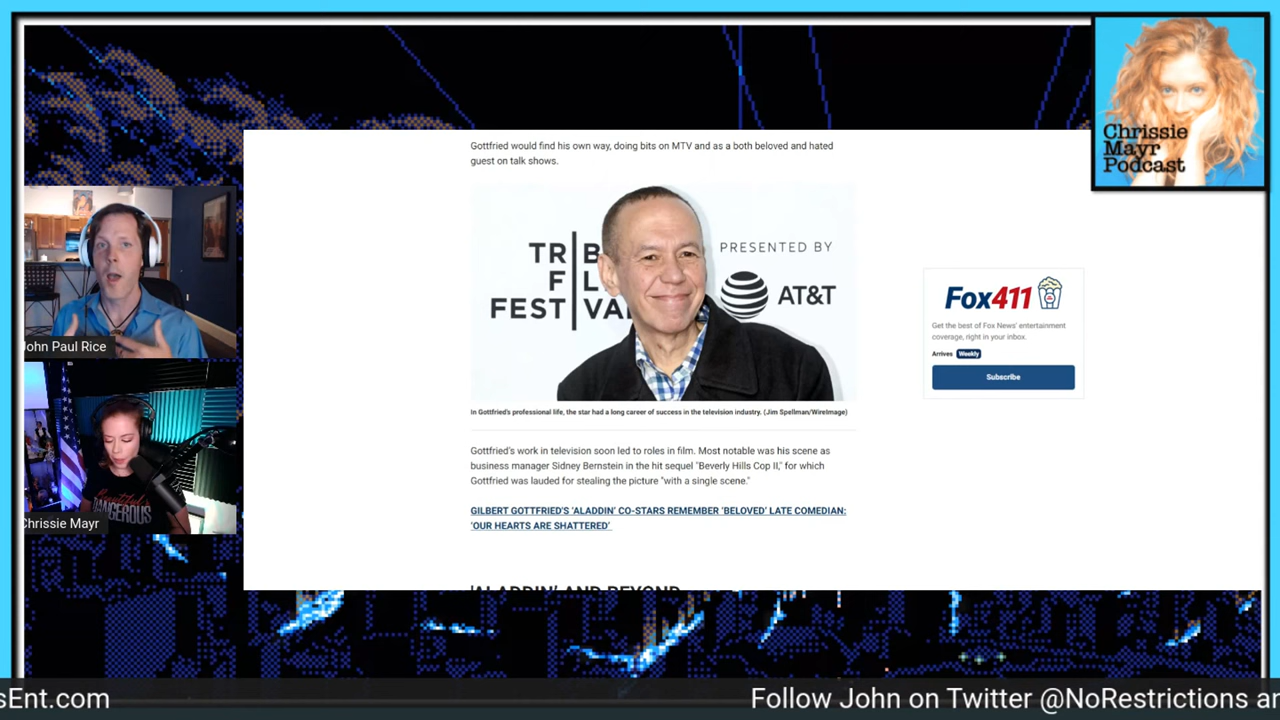 Chrissie
Mayr
Podcast
Gottfried would find his own way, doing bits on MTV and as a both beloved and hated
guest on talk shows.
TRIB
FIL
FESTIVA
PRESENTED BY
AT&T
In Gottfried's professional life, the star had a long career of success in the television industry. (Jim Spellman/WireImage)
Gottfried's work in television soon led to roles in film. Most notable was his scene as
business manager Sidney Bernstein in the hit sequel "Beverly Hills Cop II," for which
Gottfried was lauded for stealing the picture "with a single scene."
GILBERT GOTTFRIED'S 'ALADDIN' CO-STARS REMEMBER 'BELOVED' LATE COMEDIAN:
'OUR HEARTS ARE SHATTERED'
'ALADDIN' AND BEYOND
Fox411
Get the best of Fox News' entertainment
coverage, right in your inbox.
Arrives Weekly
Subscribe
John Paul Rice
DANGEROUS
Chrissie Mayr
sEnt.com
Follow John on Twitter @NoRestrictions an